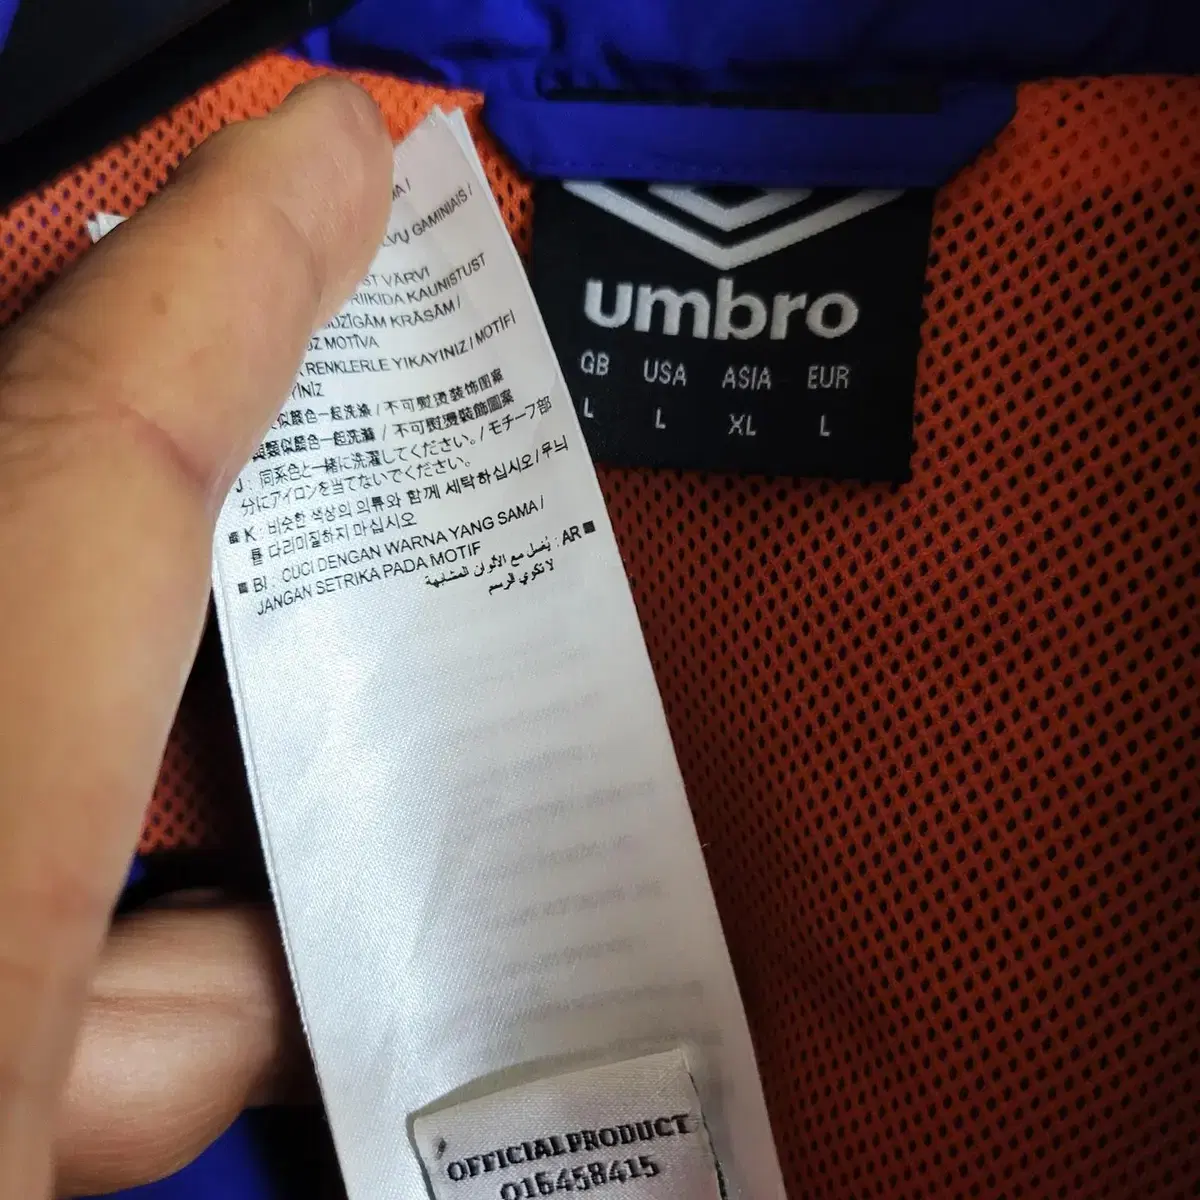 LVŲ GAMINIAIS /
ST VÄRVI
RIIKIDA KAUNISTUST
KRĀSĀM /
MOTĪVA
RENKLERLE YIKAYINIZ / MOTİFİ
YINIZ
似颜色一起洗涤 / 不可熨烫装饰图案
類似顏色一起洗滌 / 不可熨燙裝飾圖案
J : 同系色と一緒に洗濯してください。/ モチーフ部
分にアイロンを当てないでください。
■ K : 비슷한 색상의 의류와 함께 세탁하십시오 / 무늬
를 다리미질하지 마십시오
■ BI : CUCI DENGAN WARNA YANG SAMA /
JANGAN SETRIKA PADA MOTIF
AR ■ : يُغسل مع الألوان المتشابهة
لا تكوي الرسم
umbro
GB USA ASIA EUR
L L XL L
OFFICIAL PRODUCT
016458415